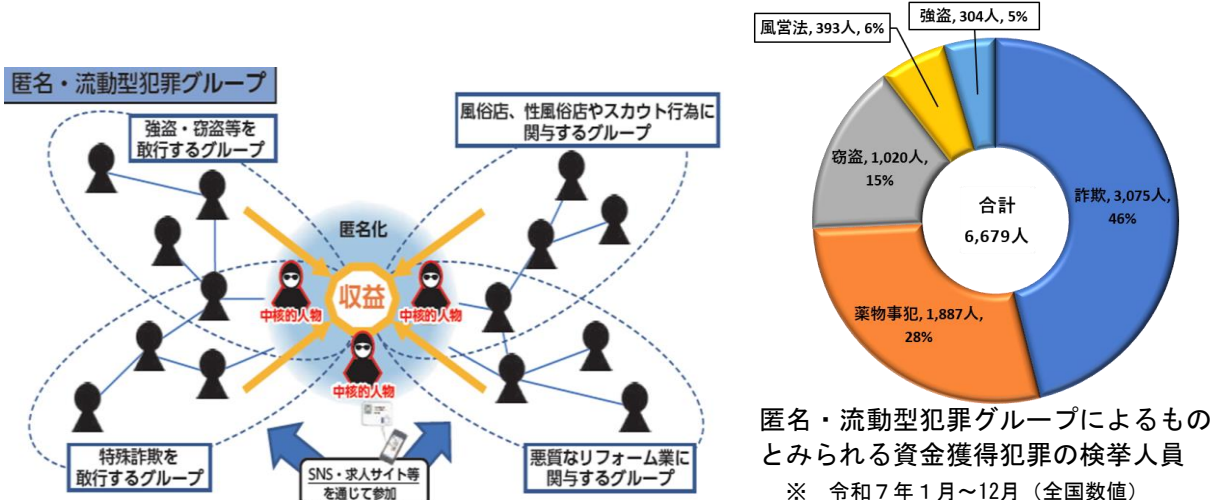 匿名・流動型犯罪グループ
強盗・窃盗等を
敢行するグループ
風俗店、性風俗店やスカウト行為に
関与するグループ
匿名化
収益
中核的人物
中核的人物
中核的人物
特殊詐欺を
敢行するグループ
SNS・求人サイト等
を通じて参加
悪質なリフォーム業に
関与するグループ
風営法, 393人, 6%
強盗, 304人, 5%
窃盗, 1,020人,
15%
詐欺, 3,075人,
46%
合計
6,679人
薬物事犯, 1,887人,
28%
匿名・流動型犯罪グループによるもの
とみられる資金獲得犯罪の検挙人員
※ 令和7年1月~12月(全国数値)